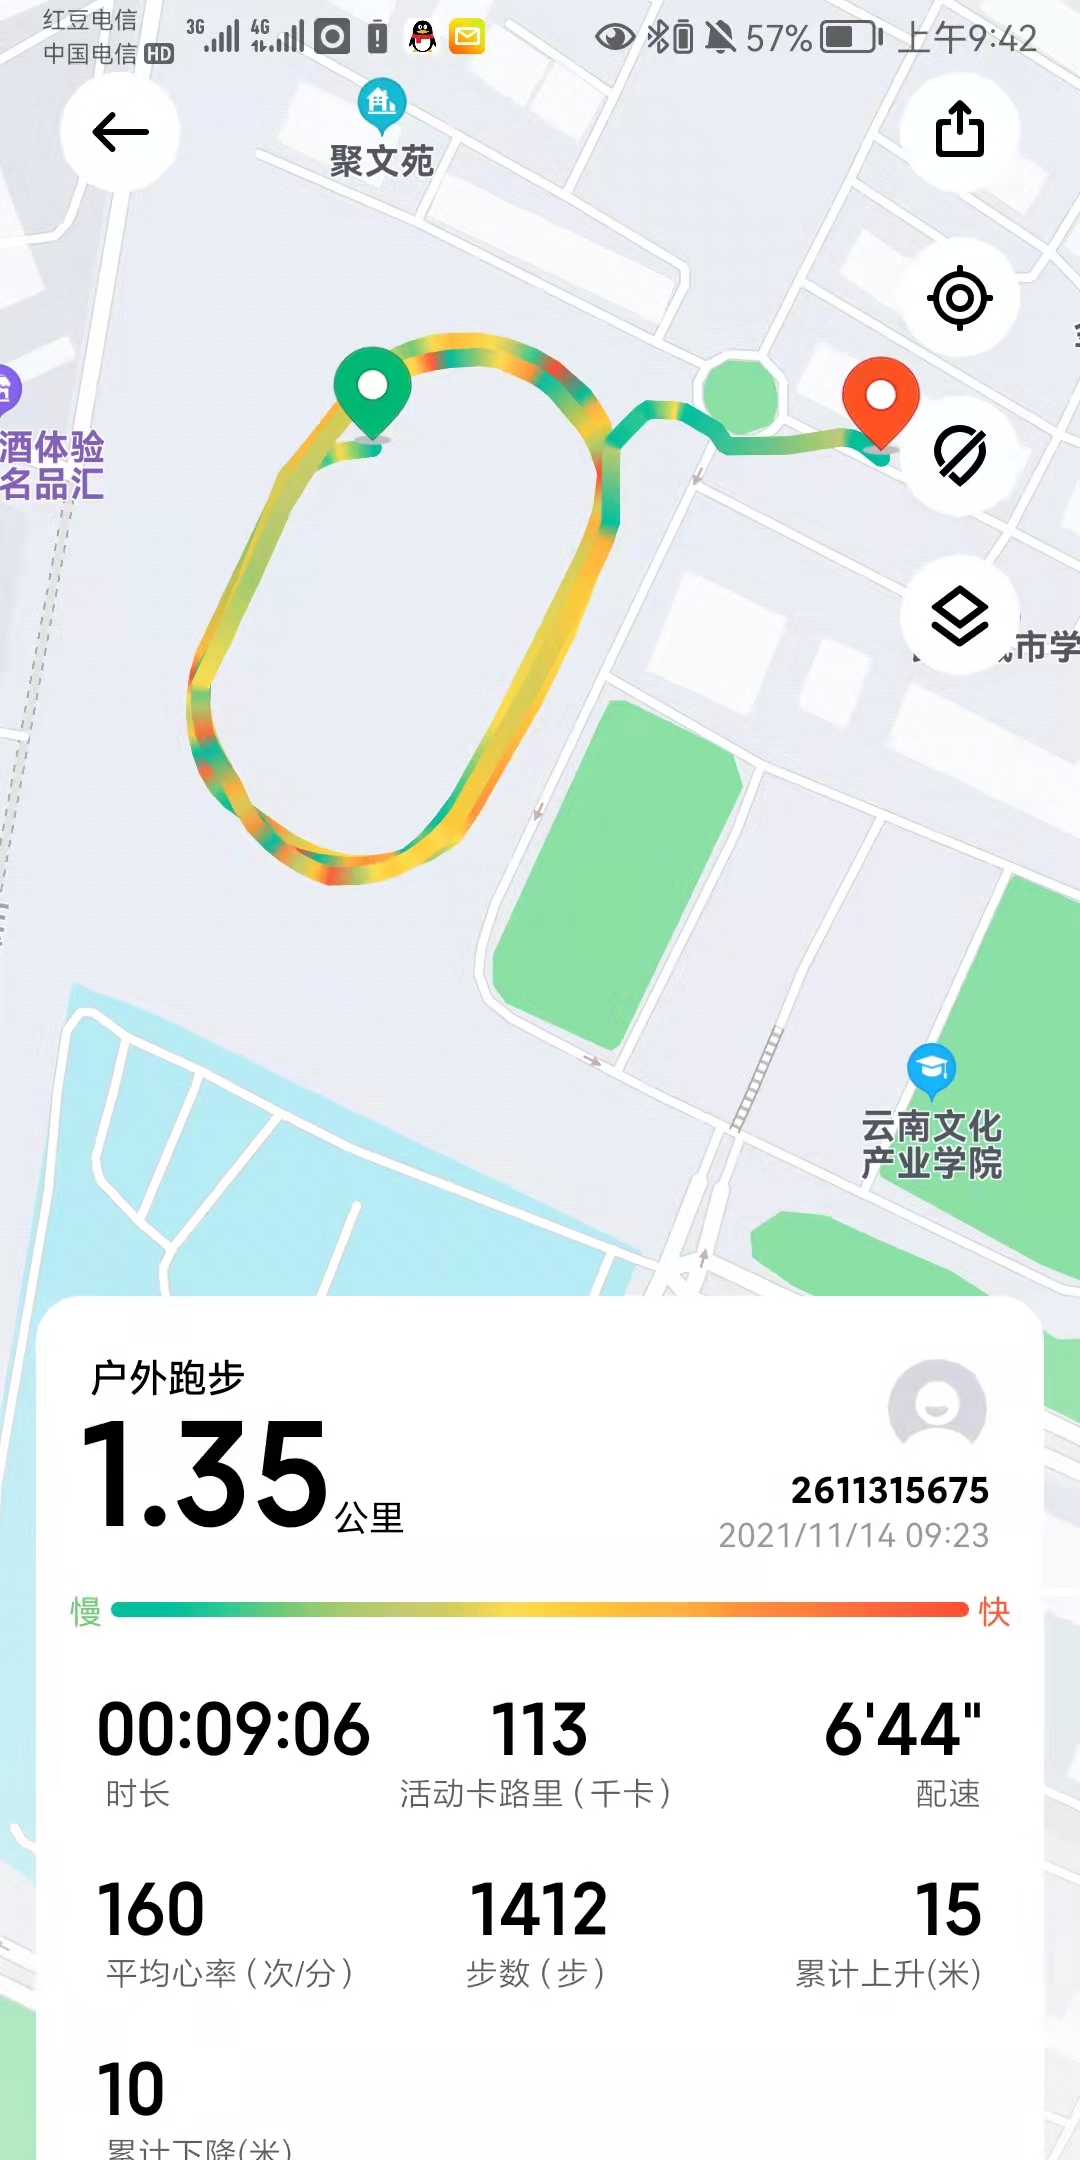 红豆电信
中国电信 HD
3G
4G
57%
上午9:42
聚文苑
酒体验
名品汇
市学
云南文化
产业学院
户外跑步
1.35公里
2611315675
2021/11/14 09:23
慢
快
00:09:06 113 6'44"
时长 活动卡路里（千卡） 配速
160 1412 15
平均心率（次/分） 步数（步） 累计上升(米)
10
累计下降(米)